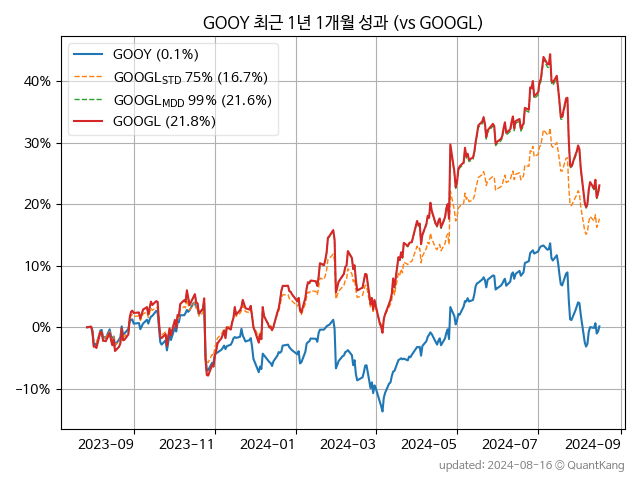 GOOY 최근 1년 1개월 성과 (vs GOOGL)
GOOY (0.1%)
GOOGL_STD 75% (16.7%)
GOOGL_MDD 99% (21.6%)
GOOGL (21.8%)
40%
30%
20%
10%
0%
−10%
2023−09 2023−11 2024−01 2024−03 2024−05 2024−07 2024−09
updated: 2024-08-16 © QuantKang